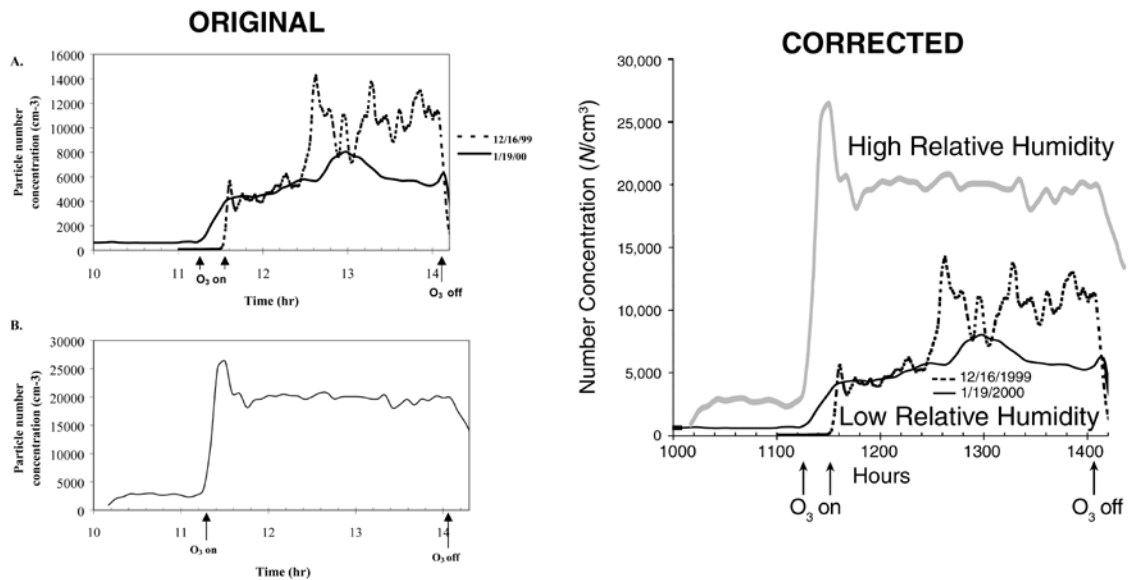 ORIGINAL
A.
Particle number
concentration (cm-3)
16000
14000
12000
10000
8000
6000
4000
2000
0
10
11
12
13
14
O3 on
O3 off
Time (hr)
12/16/99
1/19/00
B.
Particle number
concentration (cm-3)
30000
25000
20000
15000
10000
5000
0
10
11
12
13
14
O3 on
O3 off
Time (hr)
CORRECTED
Number Concentration (N/cm³)
30,000
25,000
20,000
15,000
10,000
5,000
0
High Relative Humidity
12/16/1999
1/19/2000
Low Relative Humidity
1000
1100
1200
1300
1400
Hours
O3 on
O3 off